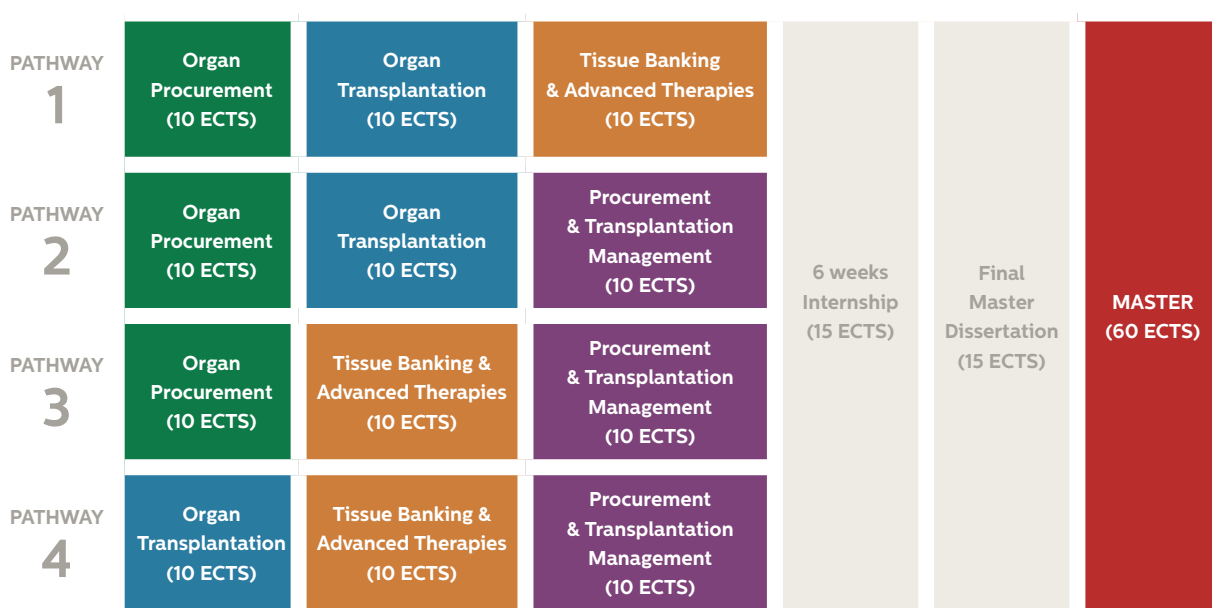 PATHWAY
1
Organ
Procurement
(10 ECTS)
Organ
Transplantation
(10 ECTS)
Tissue Banking
& Advanced Therapies
(10 ECTS)
PATHWAY
2
Organ
Procurement
(10 ECTS)
Organ
Transplantation
(10 ECTS)
Procurement
& Transplantation
Management
(10 ECTS)
PATHWAY
3
Organ
Procurement
(10 ECTS)
Tissue Banking &
Advanced Therapies
(10 ECTS)
Procurement
& Transplantation
Management
(10 ECTS)
PATHWAY
4
Organ
Transplantation
(10 ECTS)
Tissue Banking &
Advanced Therapies
(10 ECTS)
Procurement
& Transplantation
Management
(10 ECTS)
6 weeks
Internship
(15 ECTS)
Final
Master
Dissertation
(15 ECTS)
MASTER
(60 ECTS)